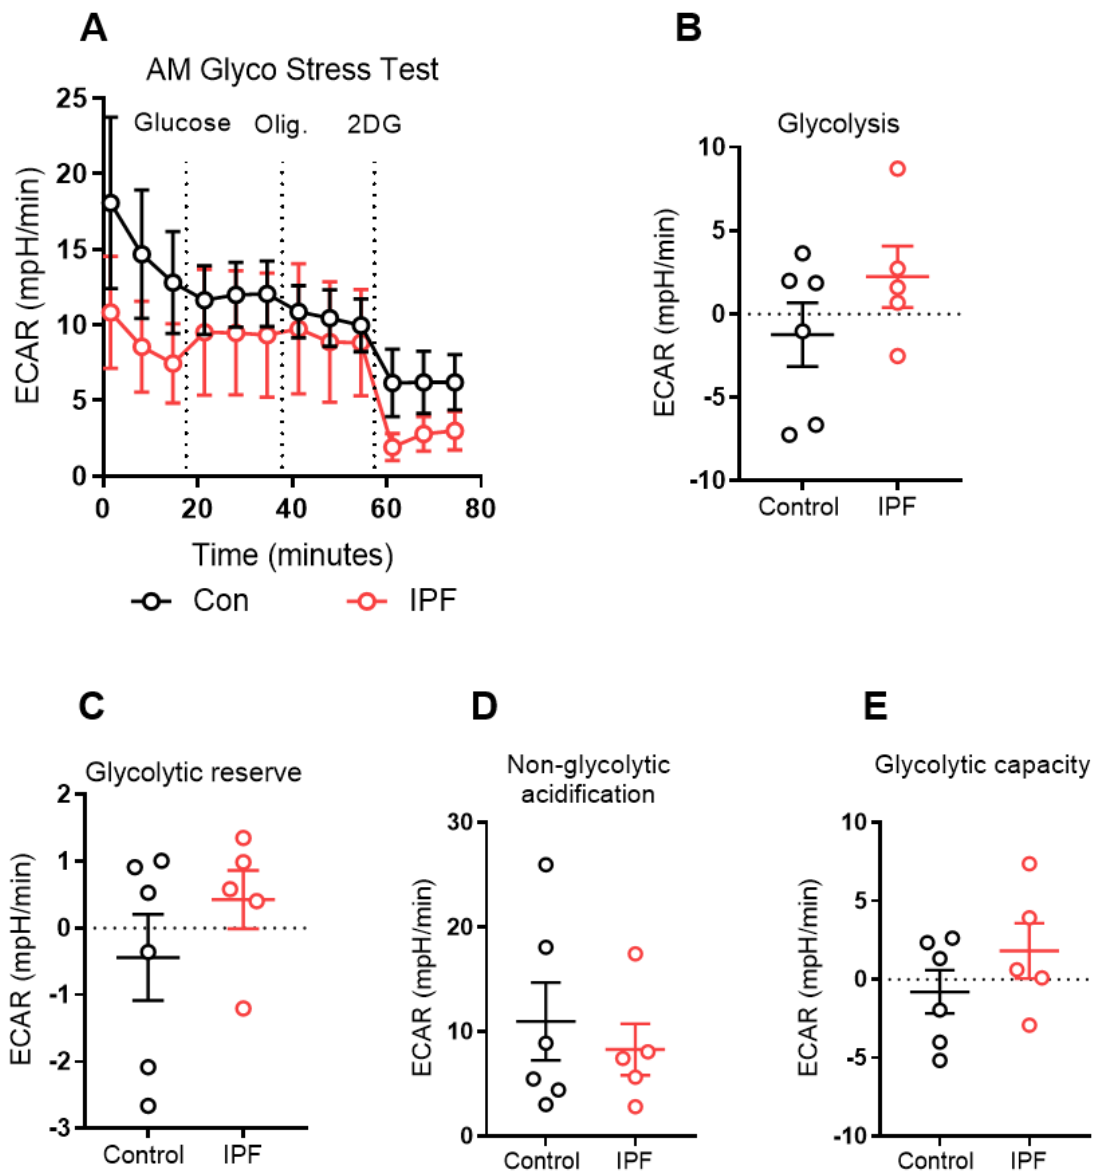 A
AM Glyco Stress Test
Glucose Olig. 2DG
ECAR (mpH/min)
25
20
15
10
5
0
0 20 40 60 80
Time (minutes)
Con IPF
B
Glycolysis
ECAR (mpH/min)
10
5
0
-5
-10
Control IPF
C
Glycolytic reserve
ECAR (mpH/min)
2
1
0
-1
-2
-3
Control IPF
D
Non-glycolytic
acidification
ECAR (mpH/min)
30
20
10
0
Control IPF
E
Glycolytic capacity
ECAR (mpH/min)
10
5
0
-5
-10
Control IPF